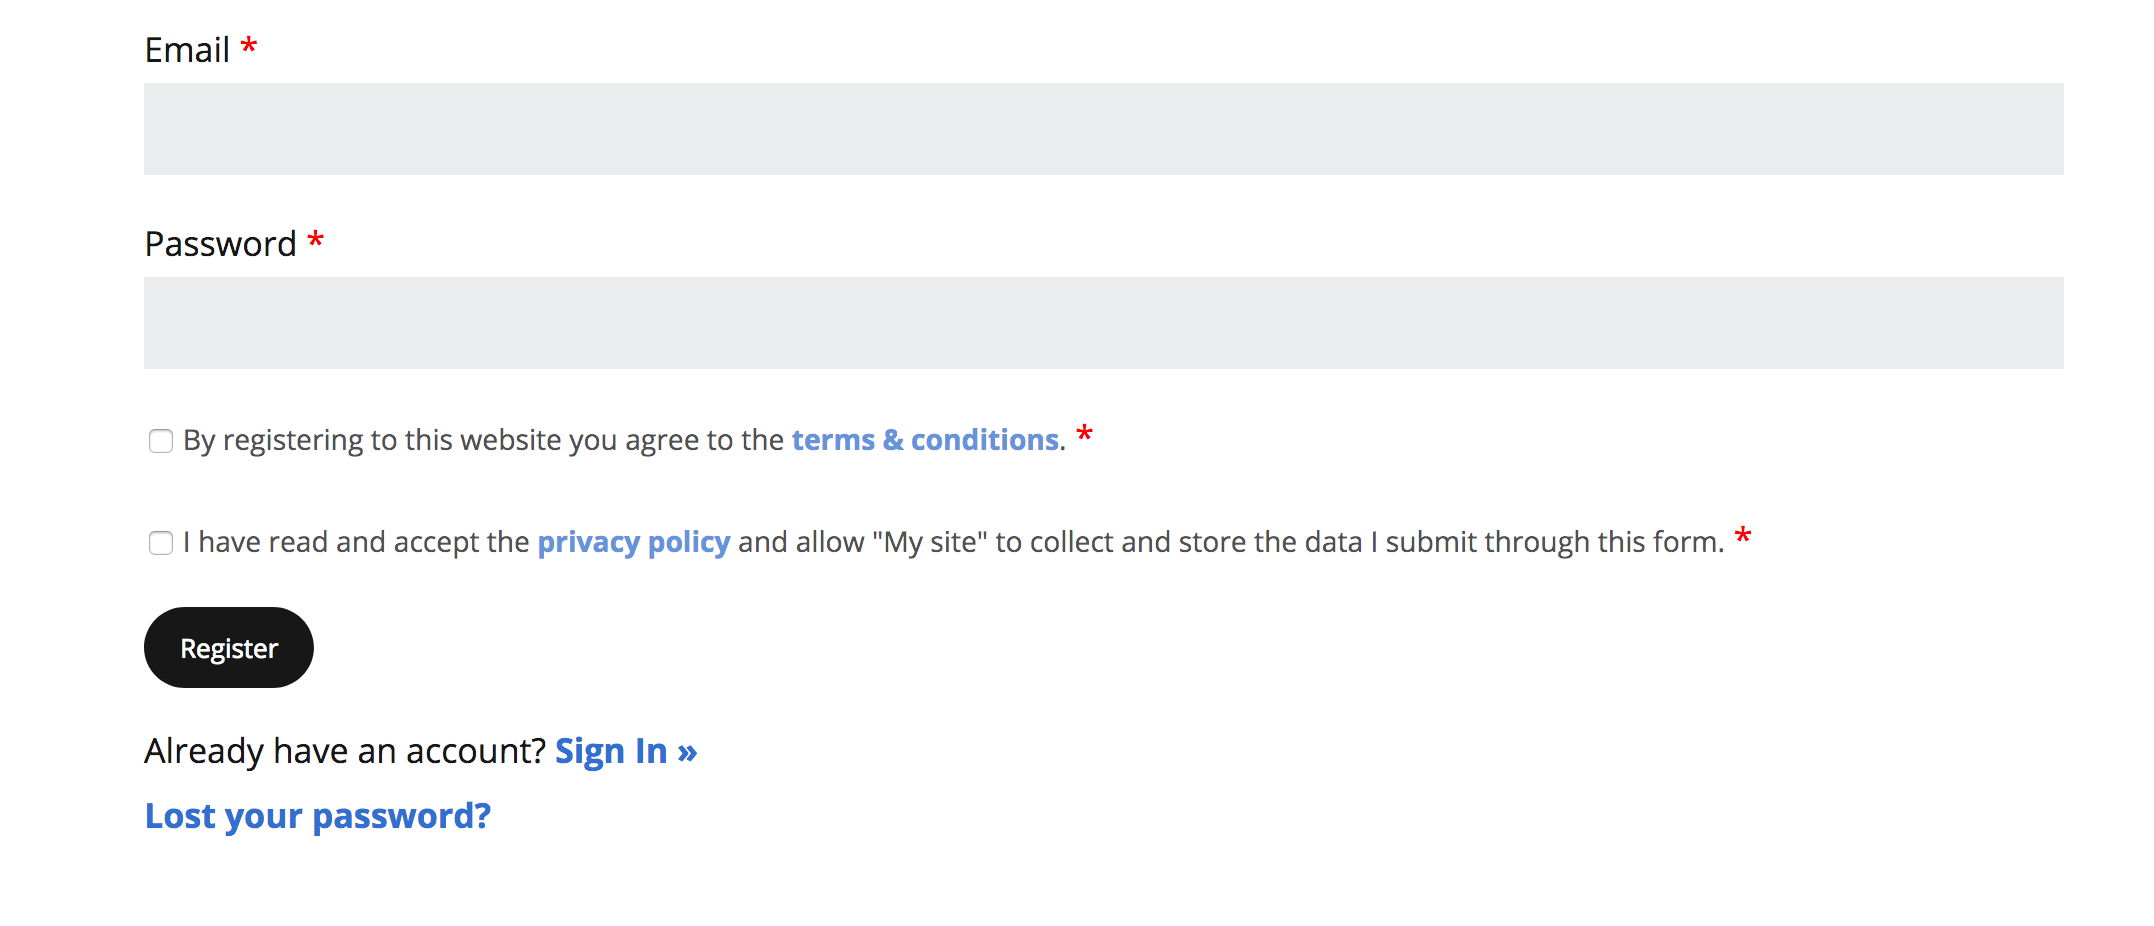 Email *
Password *
By registering to this website you agree to the terms & conditions. *
I have read and accept the privacy policy and allow "My site" to collect and store the data I submit through this form. *
Register
Already have an account? Sign In »
Lost your password?